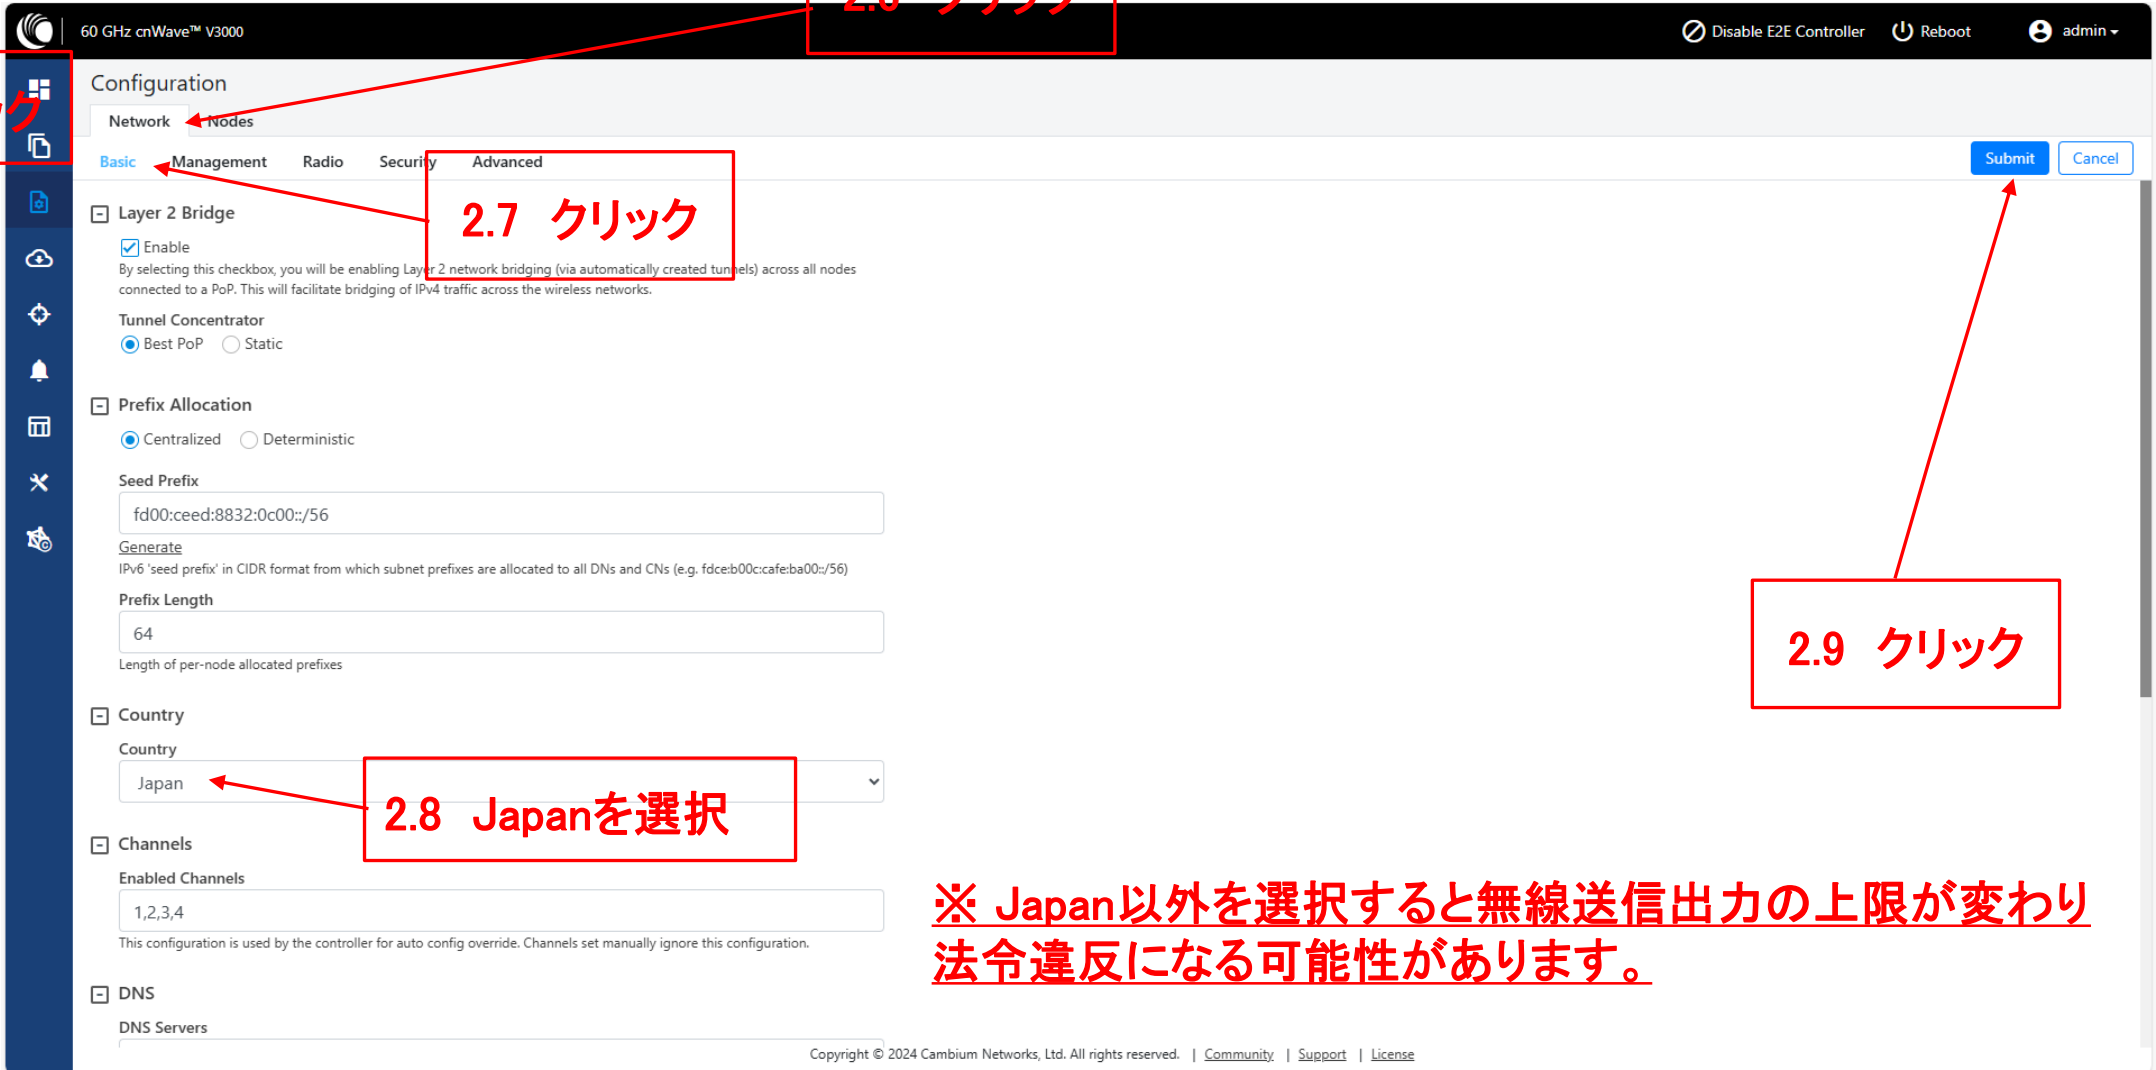 2.6 クリック
60 GHz cnWave™ V3000
Disable E2E Controller
Reboot
admin
ック
Configuration
Network
Nodes
Basic
Management
Radio
Security
Advanced
Submit
Cancel
2.7 クリック
Layer 2 Bridge
Enable
By selecting this checkbox, you will be enabling Layer 2 network bridging (via automatically created tunnels) across all nodes
connected to a PoP. This will facilitate bridging of IPv4 traffic across the wireless networks.
Tunnel Concentrator
Best PoP
Static
Prefix Allocation
Centralized
Deterministic
Seed Prefix
fd00:ceed:8832:0c00::/56
Generate
IPv6 'seed prefix' in CIDR format from which subnet prefixes are allocated to all DNs and CNs (e.g. fdce:b00c:cafe:ba00::/56)
Prefix Length
64
Length of per-node allocated prefixes
2.9 クリック
Country
Country
Japan
2.8 Japanを選択
Channels
Enabled Channels
1,2,3,4
This configuration is used by the controller for auto config override. Channels set manually ignore this configuration.
※ Japan以外を選択すると無線送信出力の上限が変わり
法令違反になる可能性があります。
DNS
DNS Servers
Copyright © 2024 Cambium Networks, Ltd. All rights reserved. | Community | Support | License